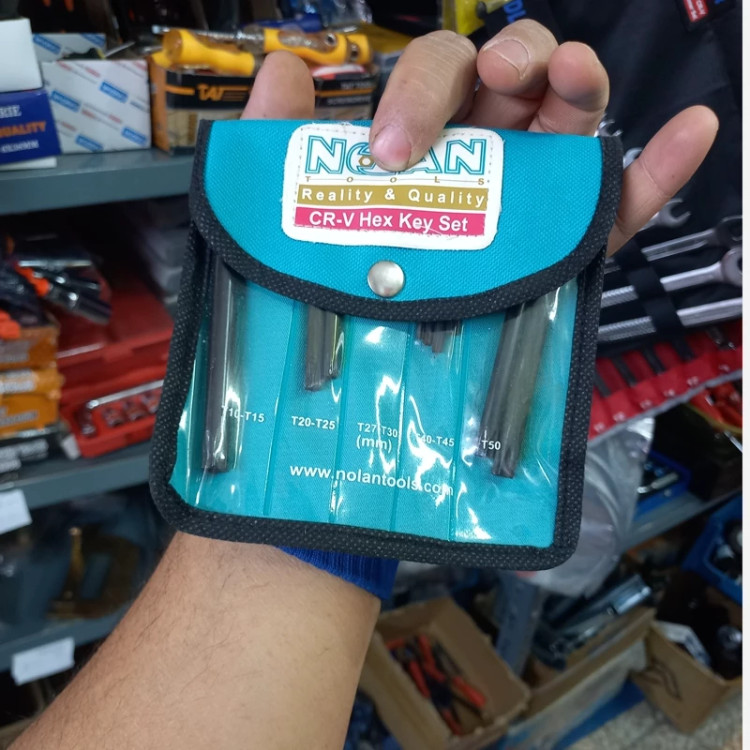 NOLAN
TOOLS
Reality & Quality
CR-V Hex Key Set
T10-T15
T20-T25
T27-T30
(mm)
T40-T45
T50
www.nolantools.com
QUALITY